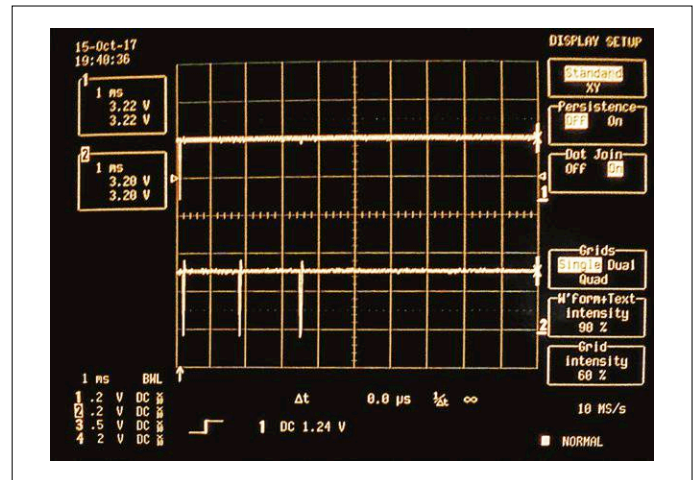 15-Oct-17
19:40:36
1
1 ms
3.22 V
3.22 V
2
1 ms
3.20 V
3.20 V
DISPLAY SETUP
Standard
XY
Persistence
OFF On
Dot Join
Off On
1
Grids
Single Dual
Quad
W'form+Text
intensity
90 %
2
Grid
intensity
60 %
1 ms BWL
1 .2 V DC
2 .2 V DC
3 .5 V DC
4 2 V DC
Δt 0.0 µs 1/Δt ∞
1 DC 1.24 V
10 MS/s
NORMAL